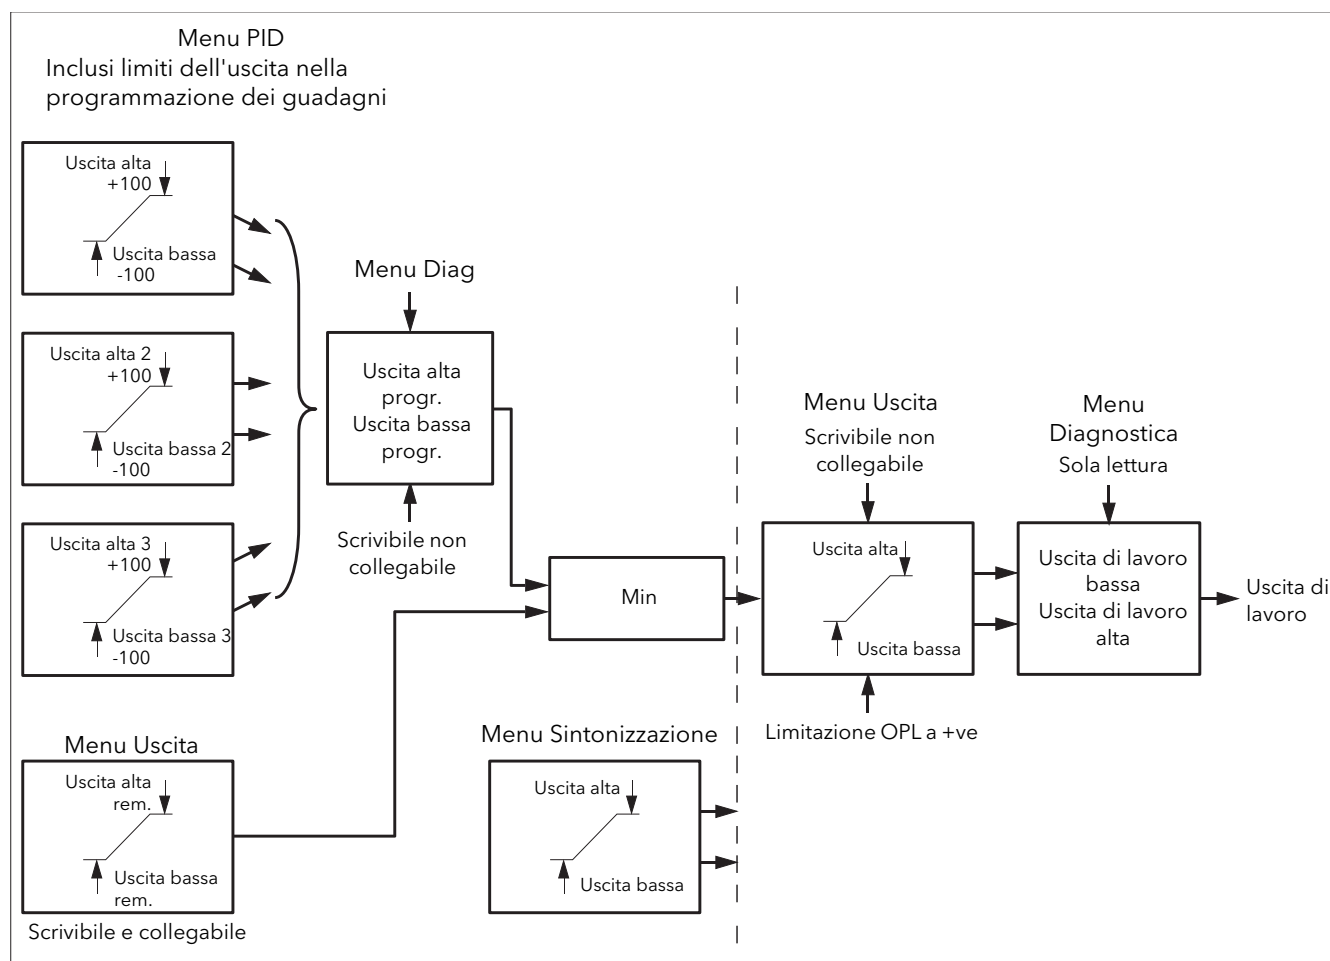 Menu PID
Inclusi limiti dell'uscita nella
programmazione dei guadagni
Uscita alta
+100
Uscita bassa
-100
Uscita alta 2
+100
Uscita bassa 2
-100
Uscita alta 3
+100
Uscita bassa 3
-100
Menu Uscita
Uscita alta
rem.
Uscita bassa
rem.
Scrivibile e collegabile
Menu Diag
Uscita alta
progr.
Uscita bassa
progr.
Scrivibile non
collegabile
Min
Menu Sintonizzazione
Uscita alta
Uscita bassa
Menu Uscita
Scrivibile non
collegabile
Uscita alta
Uscita bassa
Limitazione OPL a +ve
Menu
Diagnostica
Sola lettura
Uscita di lavoro
bassa
Uscita di lavoro
alta
Uscita di
lavoro